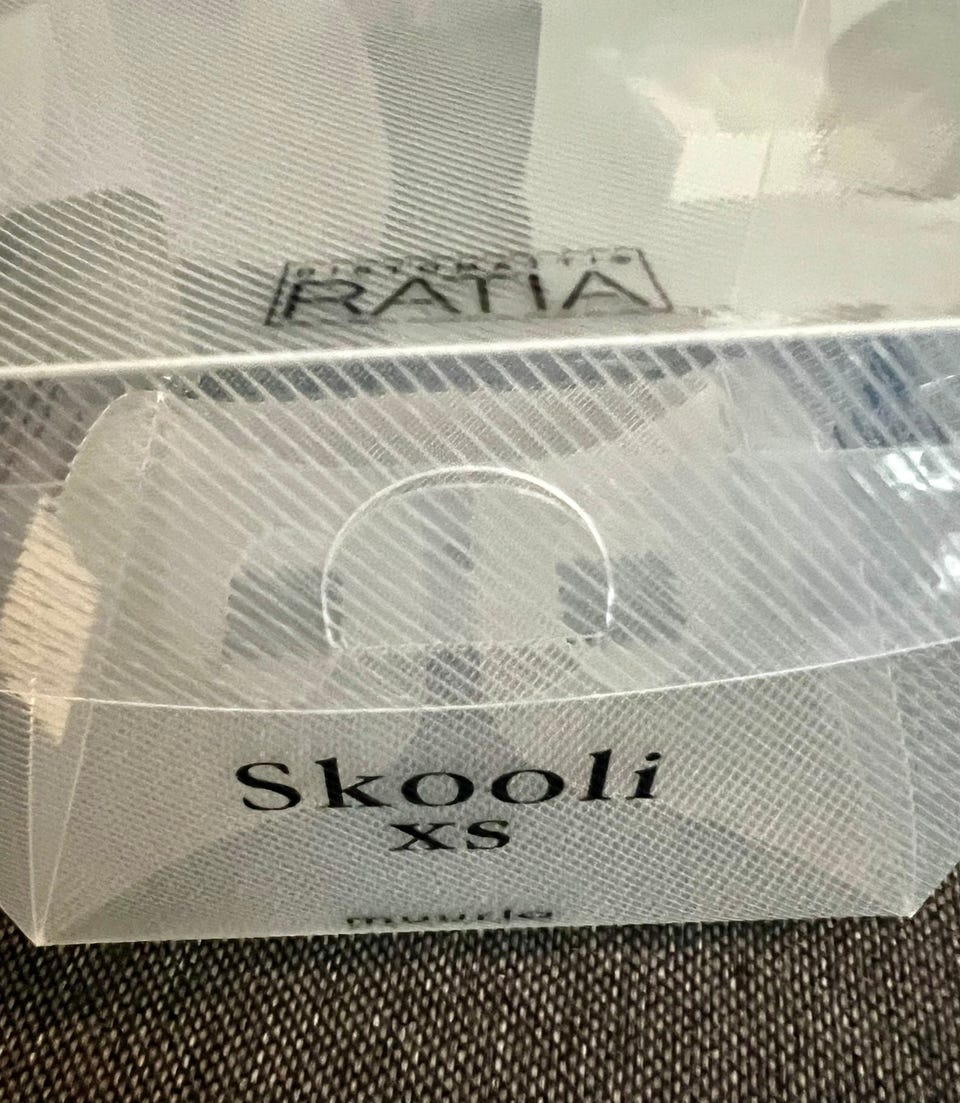 RATIA
Skooli
xs
muurla